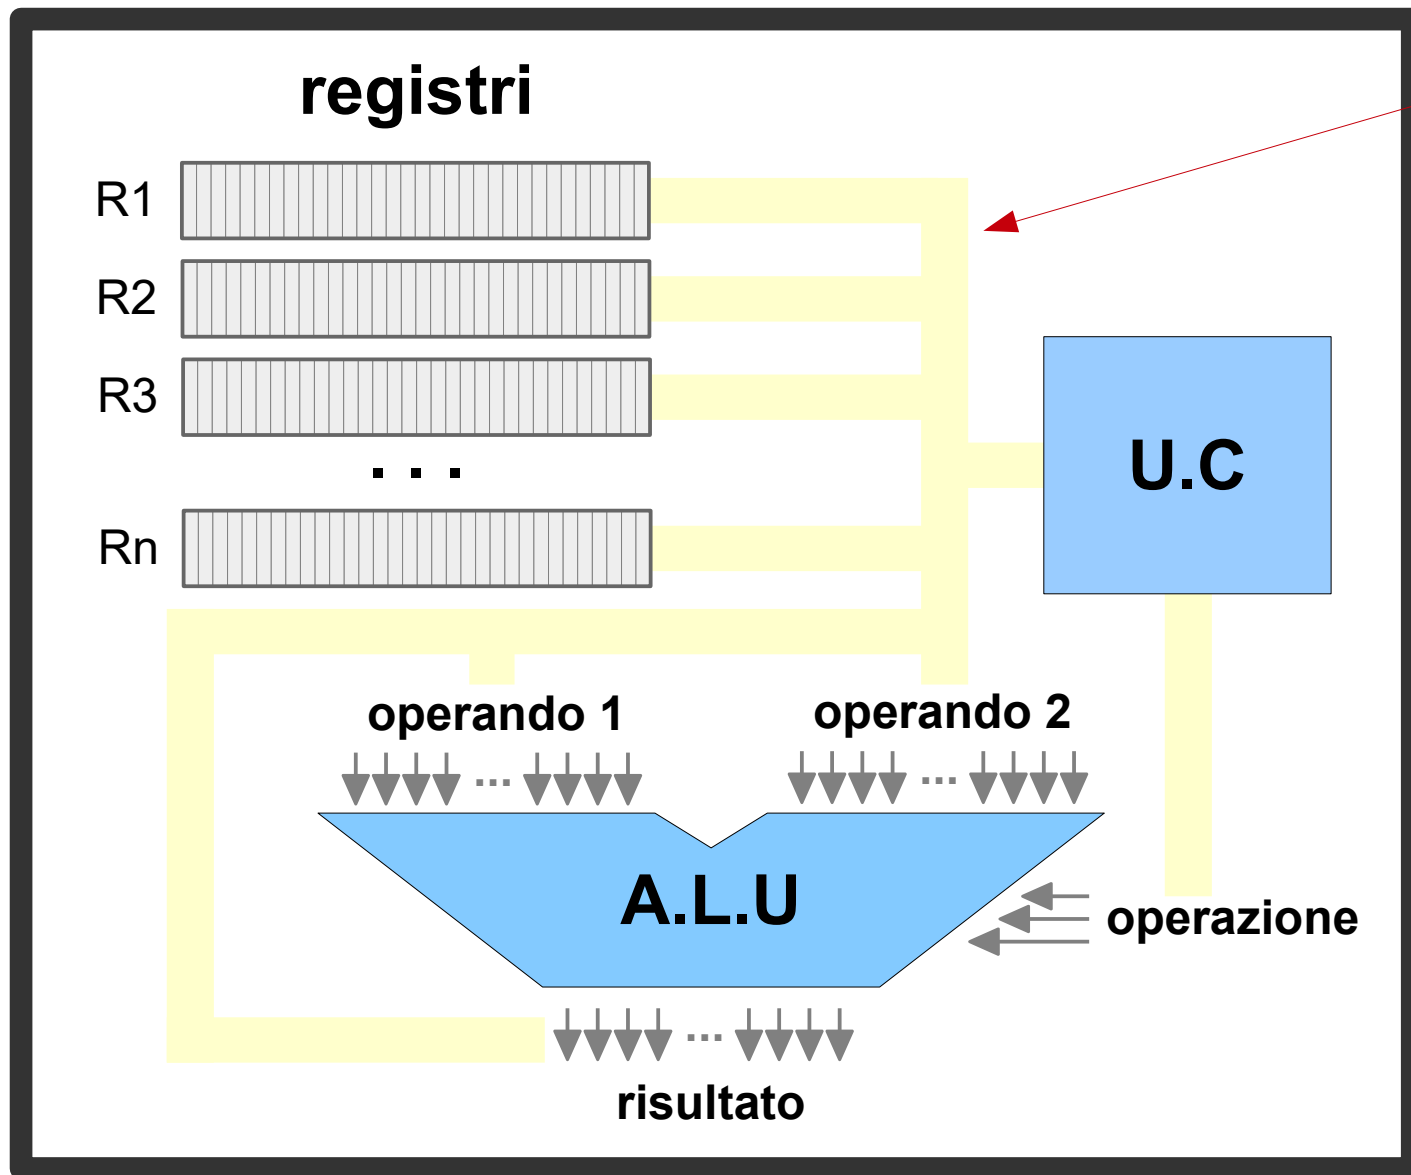 registri
R1
R2
R3
. . .
Rn
U.C
operando 1
operando 2
...
...
A.L.U
operazione
...
risultato